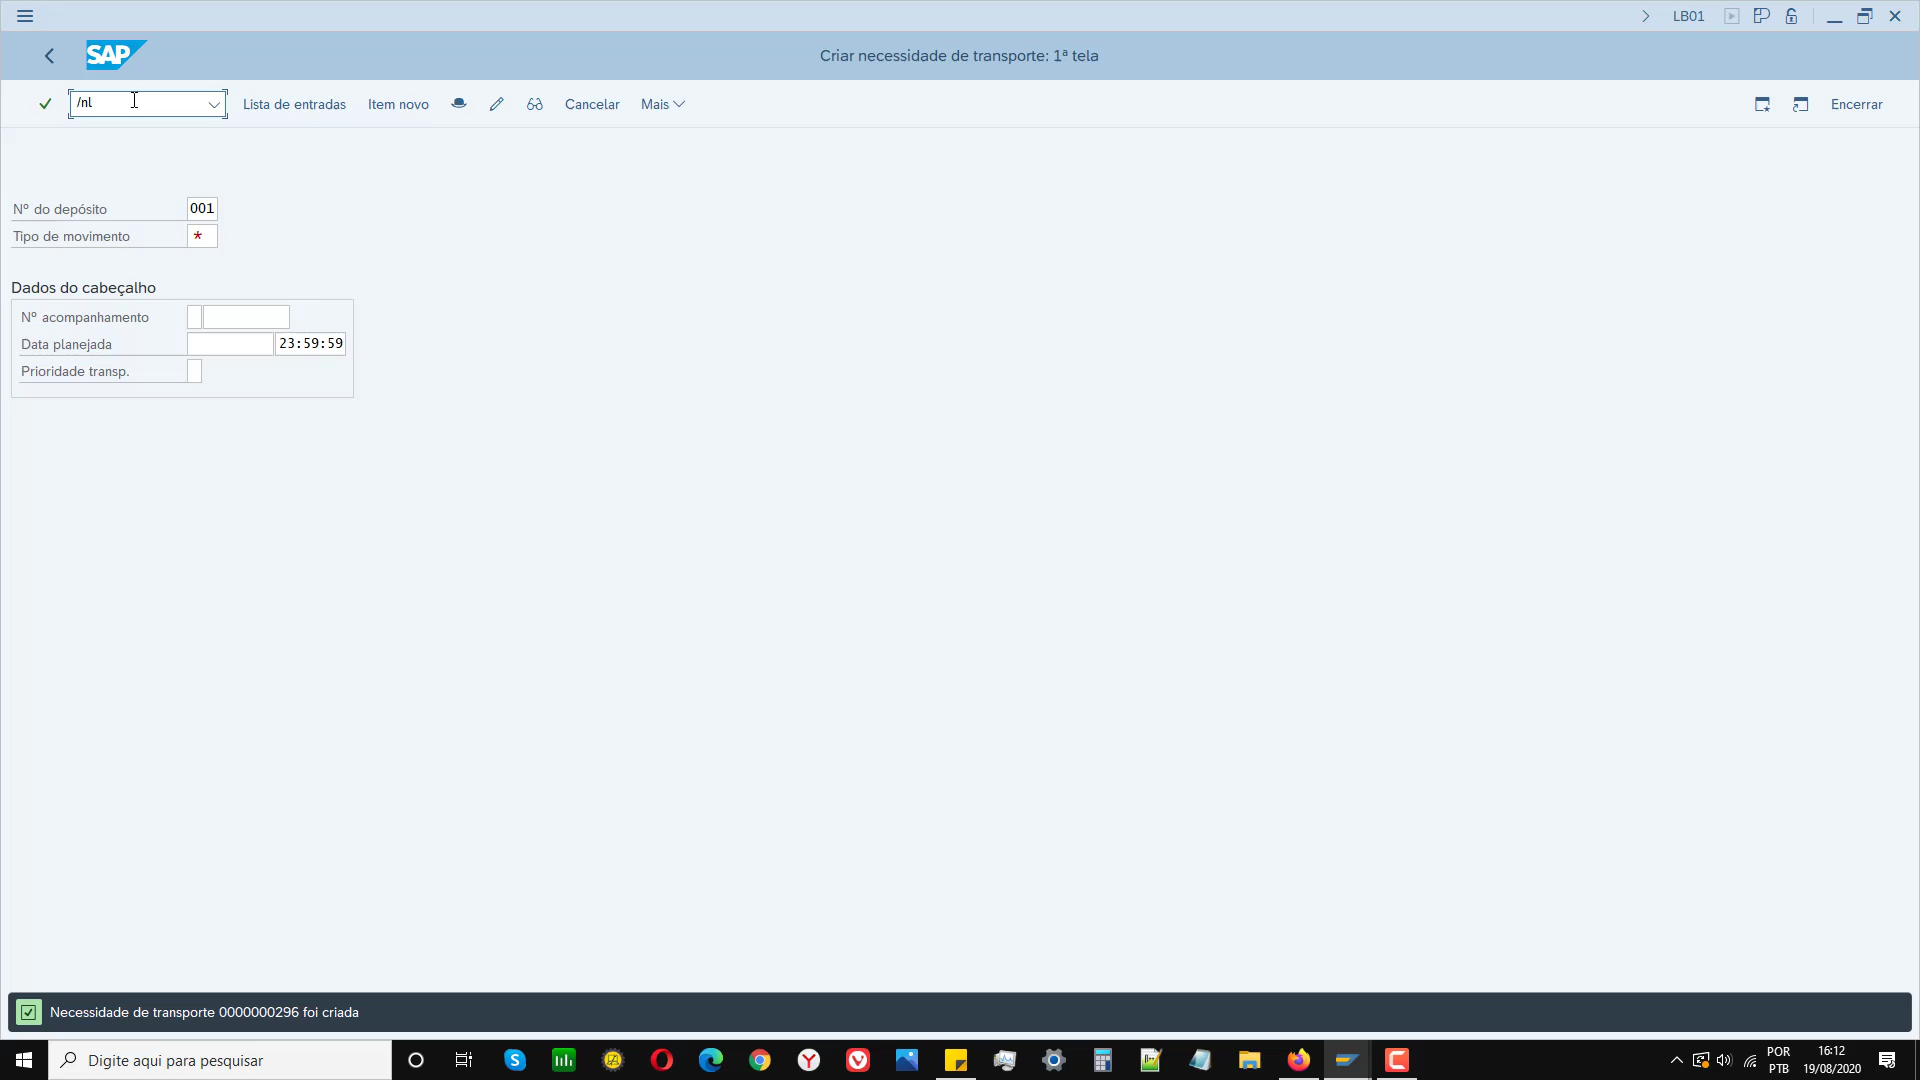 LB01
SAP
Criar necessidade de transporte: 1ª tela
/nl
Lista de entradas
Item novo
Cancelar
Mais
Encerrar
Nº do depósito 001
Tipo de movimento *
Dados do cabeçalho
Nº acompanhamento
Data planejada 23:59:59
Prioridade transp.
Necessidade de transporte 0000000296 foi criada
Digite aqui para pesquisar
POR
PTB
16:12
19/08/2020